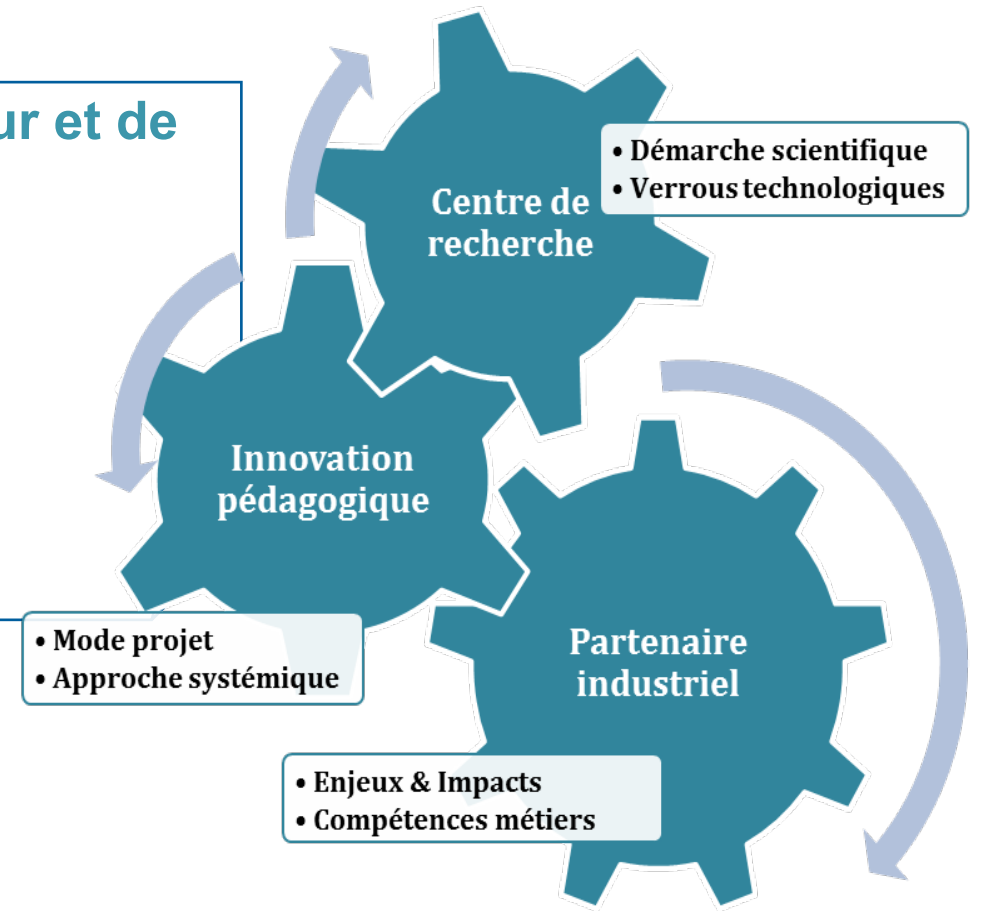 ur et de
• Démarche scientifique
• Verrous technologiques
Centre de
recherche
Innovation
pédagogique
• Mode projet
• Approche systémique
Partenaire
industriel
• Enjeux & Impacts
• Compétences métiers